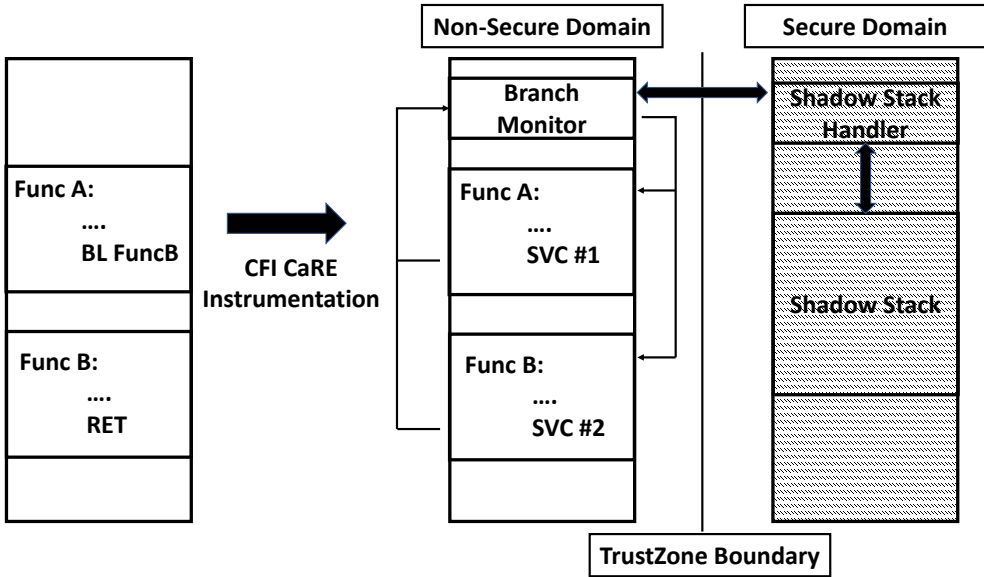 Non-Secure Domain
Secure Domain
Func A:
....
BL FuncB
Func B:
....
RET
CFI CaRE
Instrumentation
Branch
Monitor
Func A:
....
SVC #1
Func B:
....
SVC #2
Shadow Stack
Handler
Shadow Stack
TrustZone Boundary